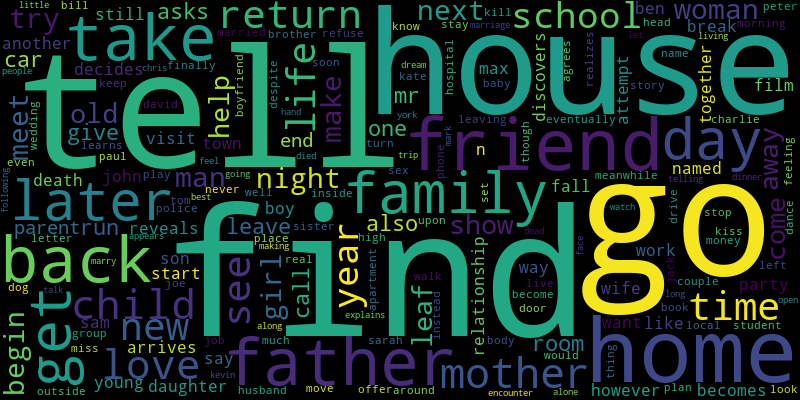 little
bill
try
still
asks
return
next
ben
woman
know
kill
peter
morning
take
another
car
decides
finally
school
head
break
stay
married
brother
refuse
house
tell
chris
people
keep
life
soon
despite
boyfriend
max
kate
dream
baby
hospital
discovers
agrees
realizes
living
let
name
attempt
story
together
film
marriage
mr
meet
wedding
old
david
help
make
hand
york
leaving
eventually
charlie
give
learns
paul
even
visit
town
end
one
turn
trip
phone
mark
though
friend
day
telling
dinner
away
feeling
death
john
play
man
feel
going
died
night
n
sex
set
meanwhile
named
come
following
later
tom
police
never
best
well
inside
family
fall
drive
watch
stop
kiss
dance
parentrun
reveals
leave
boy
sister
also
upon
show
find
go
letter
appears
place
making
high
way
work
money
dead
back
son
start
see
girl
real
call
year
apartment
walk
live
become
door
relationship
face
wife
couple
left
jack
dog
marry
talk
joe
child
get
sam
new
along
explains
leaf
instead
room
book
long
time
party
open
begin
group
miss
arrives
love
job
say
much
sarah
body
would
home
want
like
local
student
thing
outside
young
daughter
husband
kevin
father
move
offer
around
mother
encounter
alone
however
plan
becomes
look